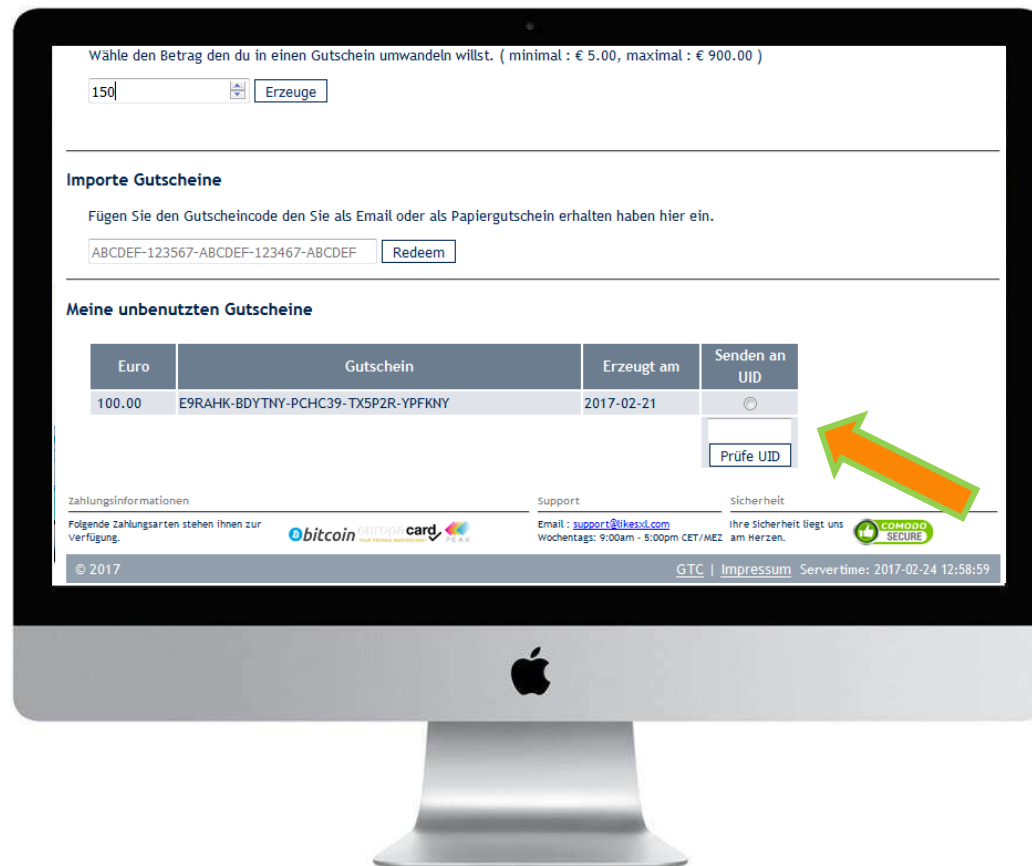 Wähle den Betrag den du in einen Gutschein umwandeln willst. ( minimal : € 5.00, maximal : € 900.00 )
150 Erzeuge
Importe Gutscheine
Fügen Sie den Gutscheincode den Sie als Email oder als Papiergutschein erhalten haben hier ein.
ABCDEF-123567-ABCDEF-123467-ABCDEF Redeem
Meine unbenutzten Gutscheine
Euro Gutschein Erzeugt am Senden an UID
100.00 E9RAHK-BDYTNY-PCHC39-TX5P2R-YPFKNY 2017-02-21
Prüfe UID
Zahlungsinformationen Support Sicherheit
Folgende Zahlungsarten stehen ihnen zur Verfügung.
bitcoin europacard PEAK
Email : support@likesxl.com
Wochentags: 9:00am - 5:00pm CET/MEZ
Ihre Sicherheit liegt uns am Herzen.
COMODO SECURE
© 2017 GTC | Impressum Servertime: 2017-02-24 12:58:59